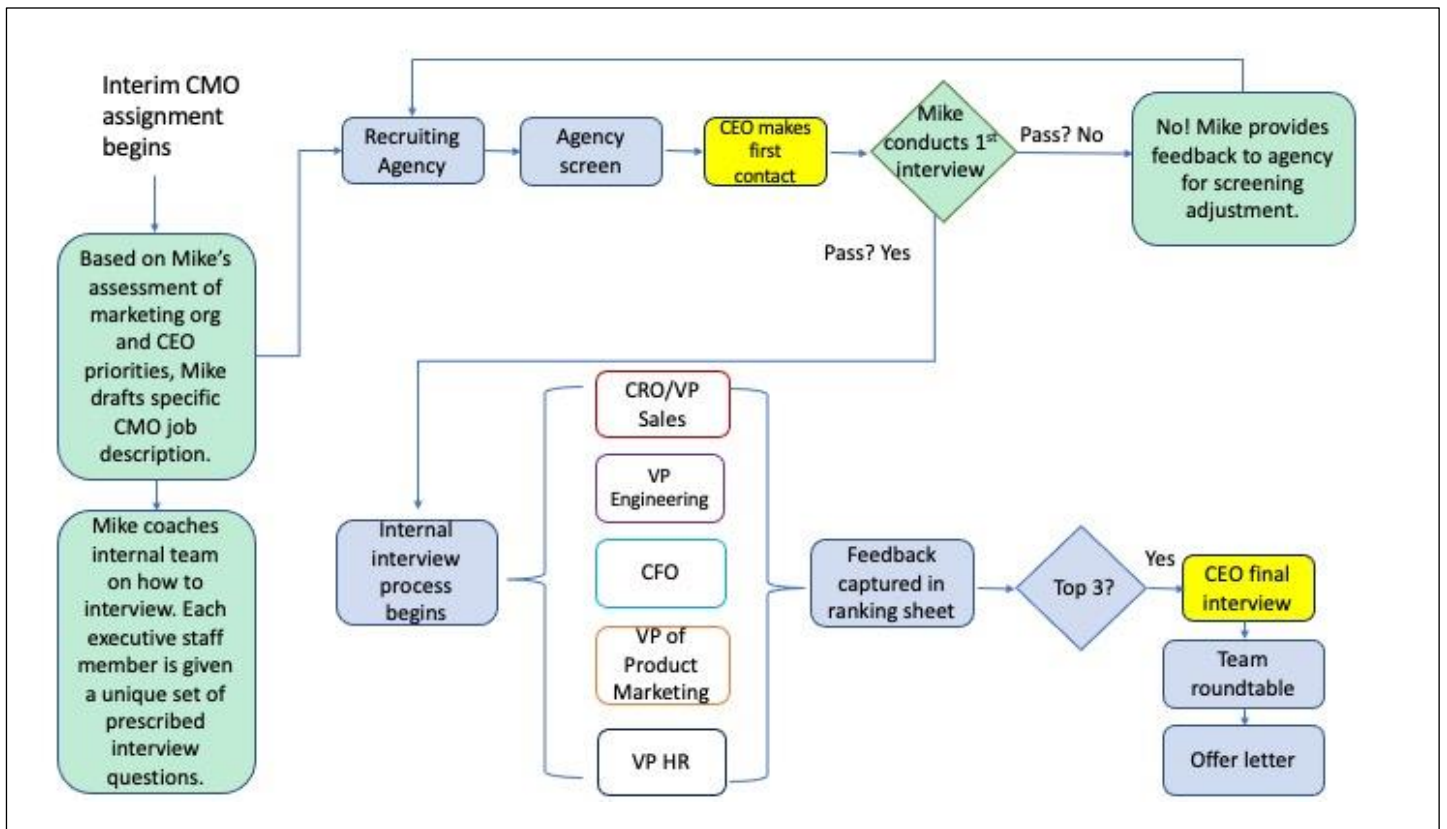 Interim CMO
assignment
begins
Based on Mike's
assessment of
marketing org
and CEO
priorities, Mike
drafts specific
CMO job
description.
Mike coaches
internal team
on how to
interview. Each
executive staff
member is given
a unique set of
prescribed
interview
questions.
Recruiting
Agency
Agency
screen
CEO makes
first
contact
Mike
conducts 1st
interview
Pass? No
No! Mike provides
feedback to agency
for screening
adjustment.
Pass? Yes
Internal
interview
process
begins
CRO/VP
Sales
VP
Engineering
CFO
VP of
Product
Marketing
VP HR
Feedback
captured in
ranking sheet
Top 3?
Yes
CEO final
interview
Team
roundtable
Offer letter